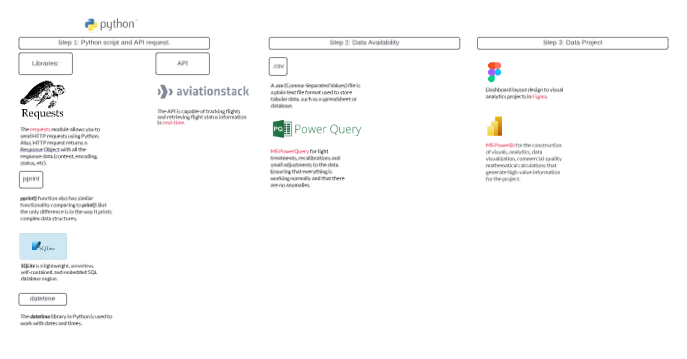 python
Step 1: Python script and API request.
Step 2: Data Availability
Step 3: Data Project
Libraries:
API
Requests
The requests module allows you to
send HTTP requests using Python.
Also, HTTP request returns a
Response Object with all the
response data (content, encoding,
status, etc).
pprint
pprint() function also has similar
functionality comparing to print(). But
the only difference is in the way it prints
complex data structures.
SQLite
SQLite is a lightweight, serverless,
self-contained, and embedded SQL
database engine.
datetime
The datetime library in Python is used to
work with dates and times.
aviationstack
The API is capable of tracking flights
and retrieving flight status information
in real-time.
.csv
A .csv (Comma-Separated Values) file is
a plain text file format used to store
tabular data, such as a spreadsheet or
database.
Power Query
MS PowerQuery for light
treatments, recalibrations and
small adjustments to the data.
Ensuring that everything is
working normally and that there
are no anomalies.
Dashboard layout design to visual
analytics projects in Figma.
MS PowerBI for the construction
of visuals, analytics, data
visualization, commercial-quality
mathematical calculations that
generate high-value information
for the project.